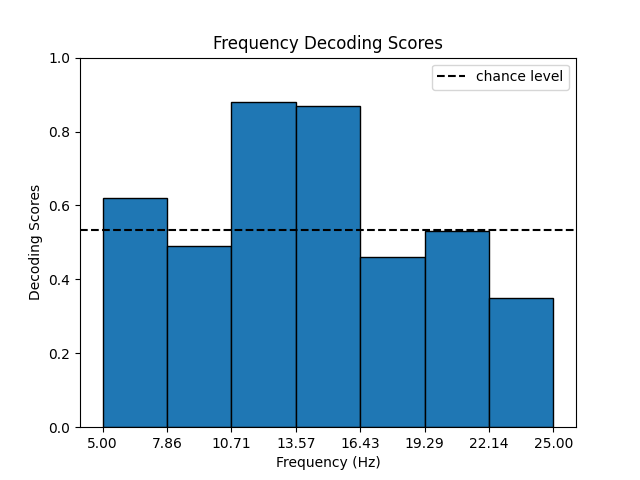 Frequency Decoding Scores
1.0
chance level
0.8
0.6
0.4
0.2
0.0
Decoding Scores
5.00 7.86 10.71 13.57 16.43 19.29 22.14 25.00
Frequency (Hz)